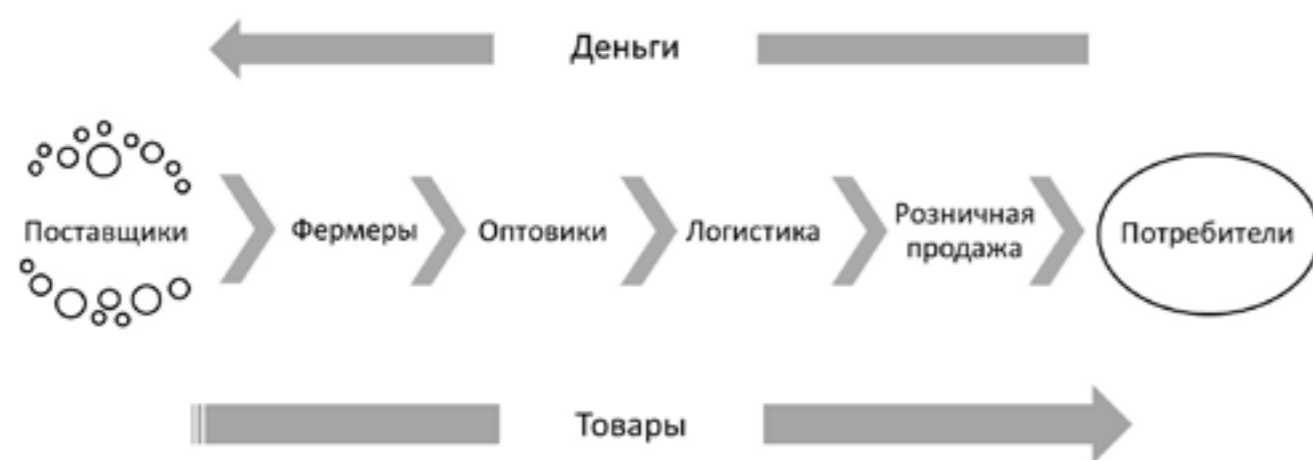 Деньги
Поставщики
Фермеры
Оптовики
Логистика
Розничная
продажа
Потребители
Товары